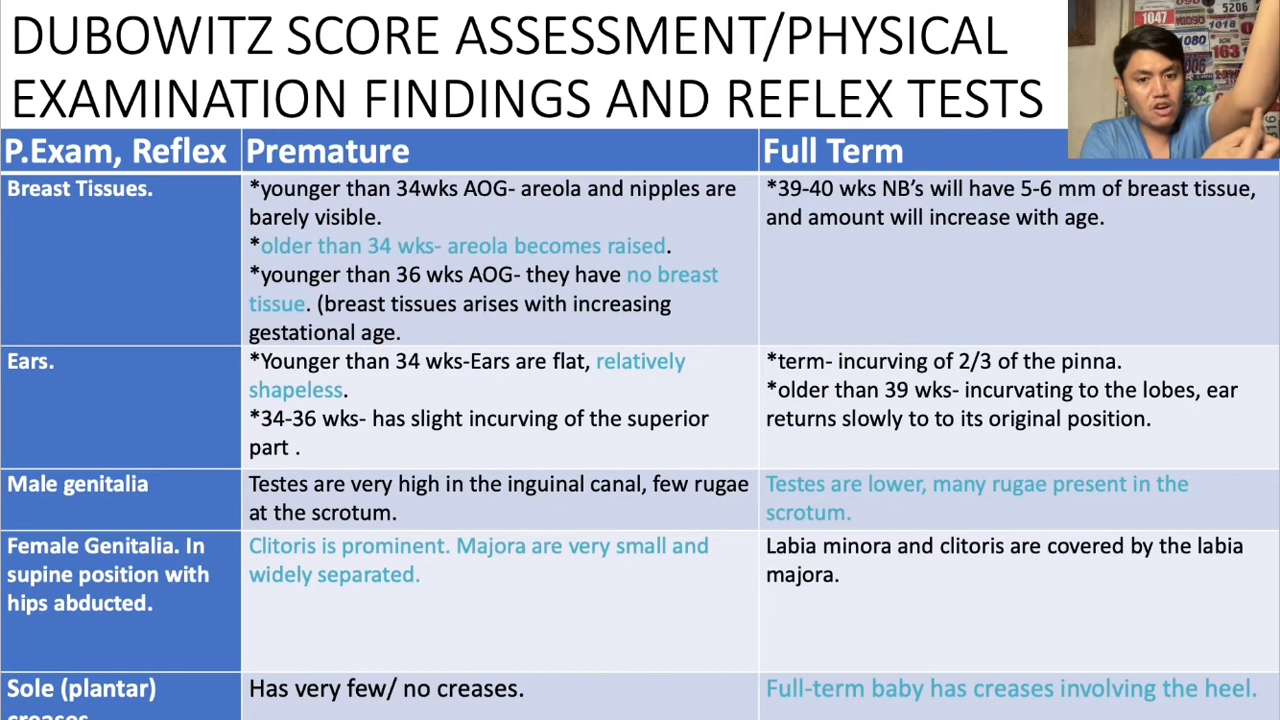 DUBOWITZ SCORE ASSESSMENT/PHYSICAL
EXAMINATION FINDINGS AND REFLEX TESTS
P.Exam, Reflex
Premature
Full Term
Breast Tissues.
*younger than 34wks AOG- areola and nipples are
barely visible.
*older than 34 wks- areola becomes raised.
*younger than 36 wks AOG- they have no breast
tissue. (breast tissues arises with increasing
gestational age.
*39-40 wks NB’s will have 5-6 mm of breast tissue,
and amount will increase with age.
Ears.
*Younger than 34 wks-Ears are flat, relatively
shapeless.
*34-36 wks- has slight incurving of the superior
part .
*term- incurving of 2/3 of the pinna.
*older than 39 wks- incurvating to the lobes, ear
returns slowly to to its original position.
Male genitalia
Testes are very high in the inguinal canal, few rugae
at the scrotum.
Testes are lower, many rugae present in the
scrotum.
Female Genitalia. In
supine position with
hips abducted.
Clitoris is prominent. Majora are very small and
widely separated.
Labia minora and clitoris are covered by the labia
majora.
Sole (plantar)
creases
Has very few/ no creases.
Full-term baby has creases involving the heel.
1047
5206
1080
163